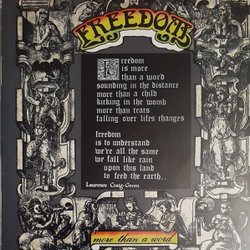 FREEDOM
Freedom
is more
than a word
sounding in the distance
more than a child
kicking in the womb
more than tears
falling over lifes changes
freedom
is to understand
we're all the same
we fall like rain
upon this land
to feed the earth..
Laurence Craig-Green
more than a word